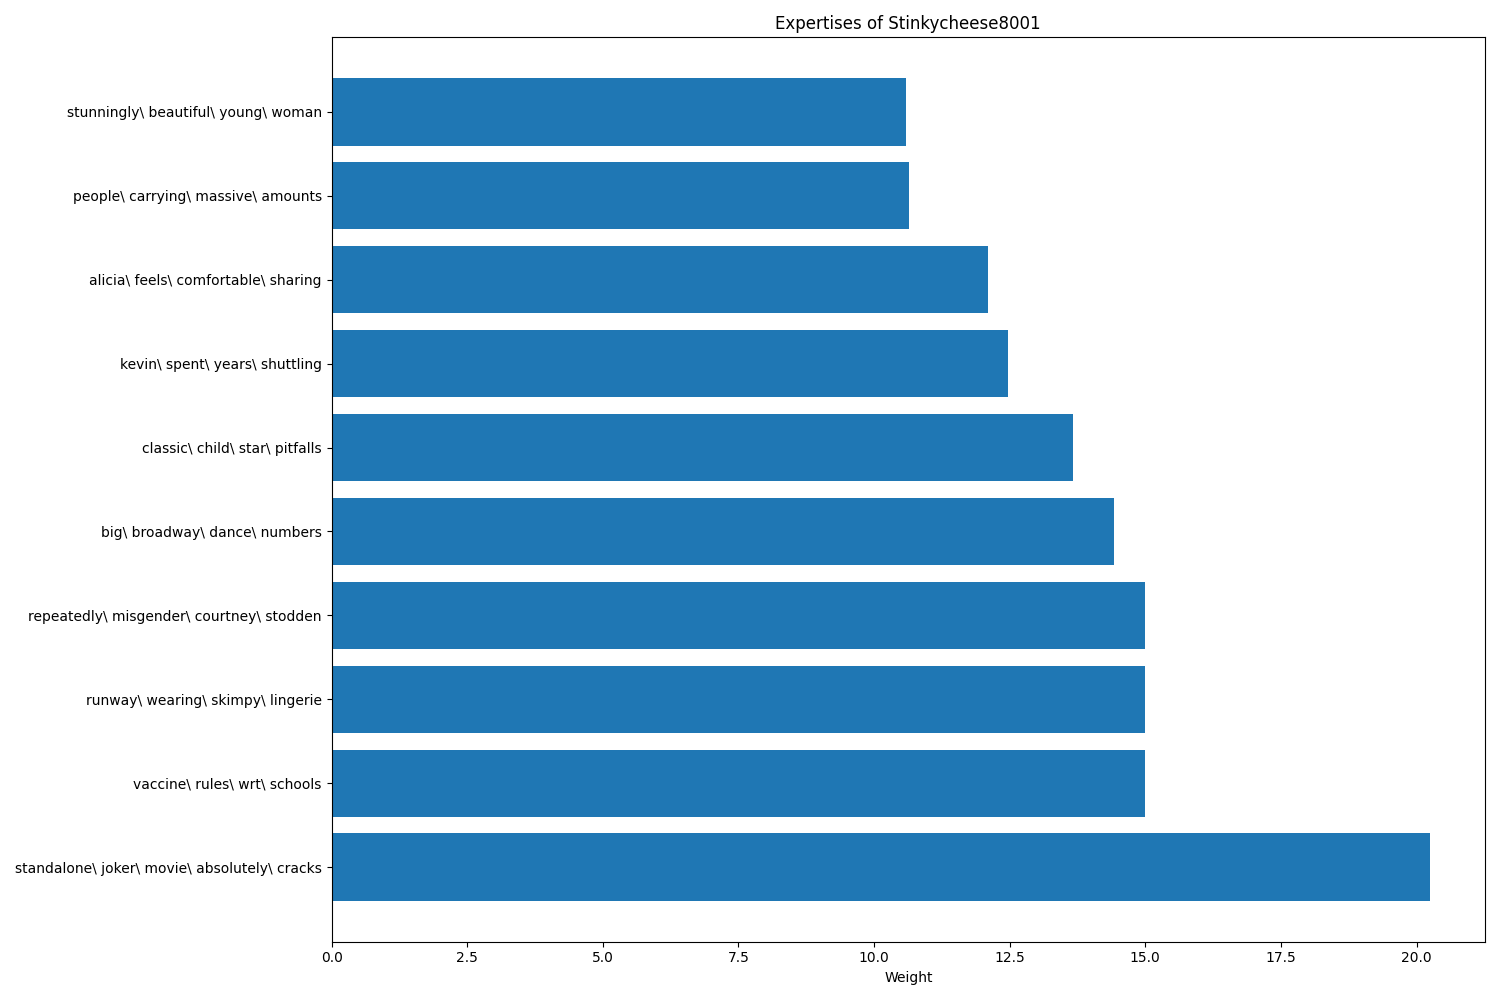 Expertises of Stinkycheese8001
stunningly\ beautiful\ young\ woman
people\ carrying\ massive\ amounts
alicia\ feels\ comfortable\ sharing
kevin\ spent\ years\ shuttling
classic\ child\ star\ pitfalls
big\ broadway\ dance\ numbers
repeatedly\ misgender\ courtney\ stodden
runway\ wearing\ skimpy\ lingerie
vaccine\ rules\ wrt\ schools
standalone\ joker\ movie\ absolutely\ cracks
0.0 2.5 5.0 7.5 10.0 12.5 15.0 17.5 20.0
Weight